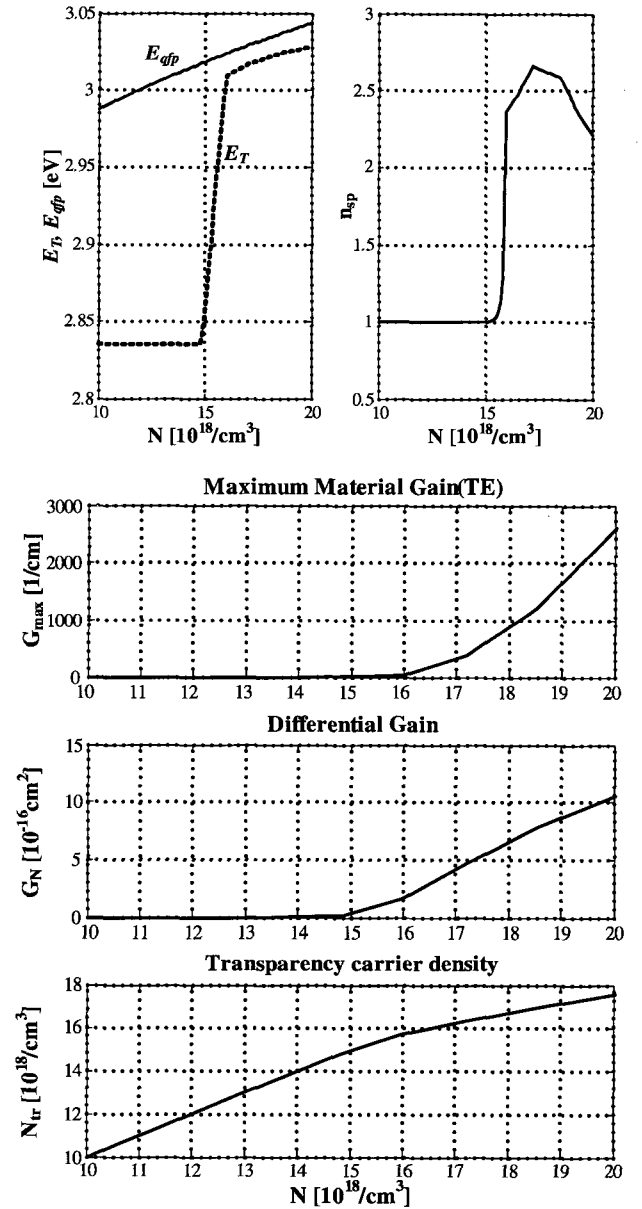 3.05
3
2.95
2.9
2.85
2.8
E_T, E_qfp [eV]
E_qfp
E_T
10 15 20
N [10^18/cm^3]
3
2.5
2
1.5
1
0.5
n_sp
10 15 20
N [10^18/cm^3]
Maximum Material Gain(TE)
3000
2000
1000
0
G_max [1/cm]
10 11 12 13 14 15 16 17 18 19 20
Differential Gain
15
10
5
0
G_N [10^-16 cm^2]
10 11 12 13 14 15 16 17 18 19 20
Transparency carrier density
18
16
14
12
10
N_tr [10^18/cm^3]
10 11 12 13 14 15 16 17 18 19 20
N [10^18/cm^3]